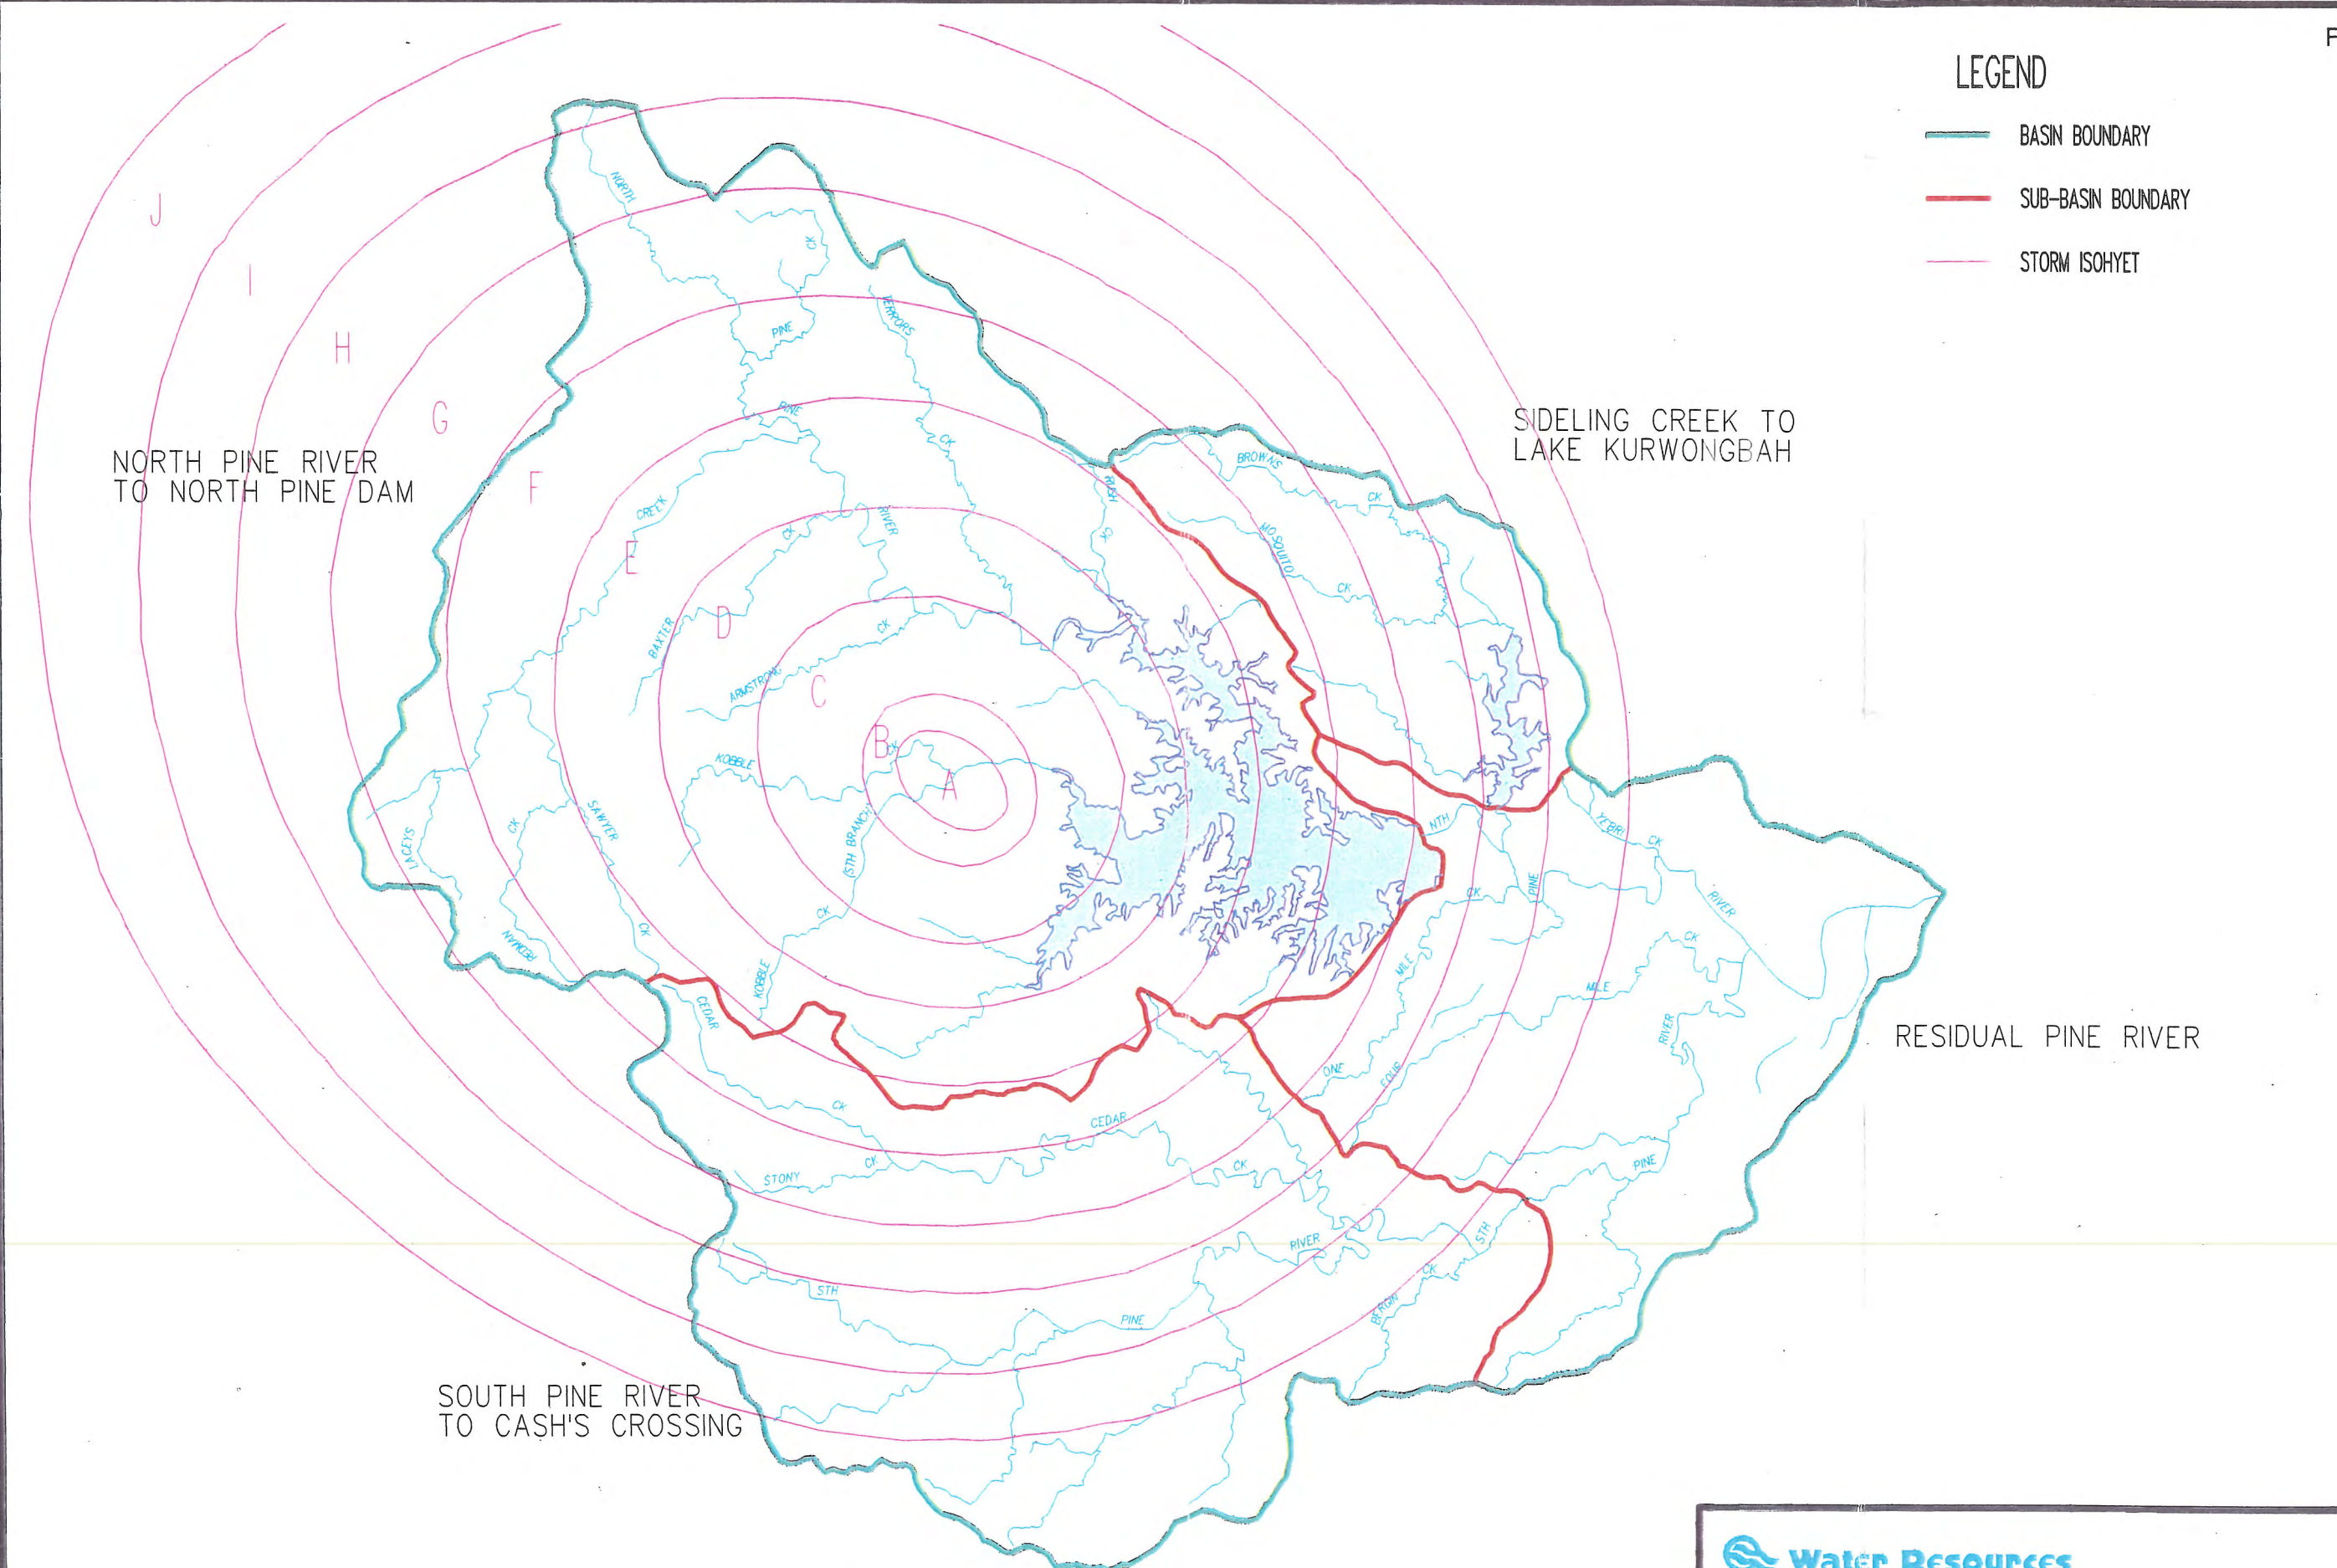 F
LEGEND
BASIN BOUNDARY
SUB-BASIN BOUNDARY
STORM ISOHYET
J
I
H
G
F
E
D
C
B
A
NORTH PINE RIVER
TO NORTH PINE DAM
SIDELING CREEK TO
LAKE KURWONGBAH
RESIDUAL PINE RIVER
SOUTH PINE RIVER
TO CASH'S CROSSING
NORTH
CK
PINE
TERRORS
CK
PINE
CREEK
CK
RIVER
RUSH
CK
BROWNS
CK
MOSQUITO
CK
BAXTER
CK
ARMSTRONG
KOBBLE
CK
(STH BRANCH)
CK
KOBBLE
SAWYER
CK
LACEYS
CK
REDMAN
CEDAR
CK
STONY
CK
CEDAR
CK
NTH
PINE
YEBRI
CK
RIVER
CK
MILE
ONE
FOUR
MILE
CK
RIVER
PINE
STH
RIVER
CK
BERGIN
STH
PINE
Water Resources